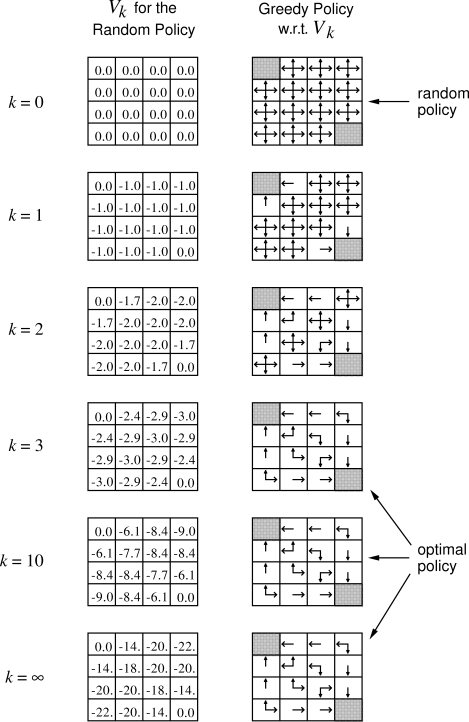 V_k for the Random Policy
Greedy Policy w.r.t. V_k
k = 0
0.0 0.0 0.0 0.0
0.0 0.0 0.0 0.0
0.0 0.0 0.0 0.0
0.0 0.0 0.0 0.0
random policy
k = 1
0.0 -1.0 -1.0 -1.0
-1.0 -1.0 -1.0 -1.0
-1.0 -1.0 -1.0 -1.0
-1.0 -1.0 -1.0 0.0
k = 2
0.0 -1.7 -2.0 -2.0
-1.7 -2.0 -2.0 -2.0
-2.0 -2.0 -2.0 -1.7
-2.0 -2.0 -1.7 0.0
k = 3
0.0 -2.4 -2.9 -3.0
-2.4 -2.9 -3.0 -2.9
-2.9 -3.0 -2.9 -2.4
-3.0 -2.9 -2.4 0.0
k = 10
0.0 -6.1 -8.4 -9.0
-6.1 -7.7 -8.4 -8.4
-8.4 -8.4 -7.7 -6.1
-9.0 -8.4 -6.1 0.0
optimal policy
k = ∞
0.0 -14. -20. -22.
-14. -18. -20. -20.
-20. -20. -18. -14.
-22. -20. -14. 0.0